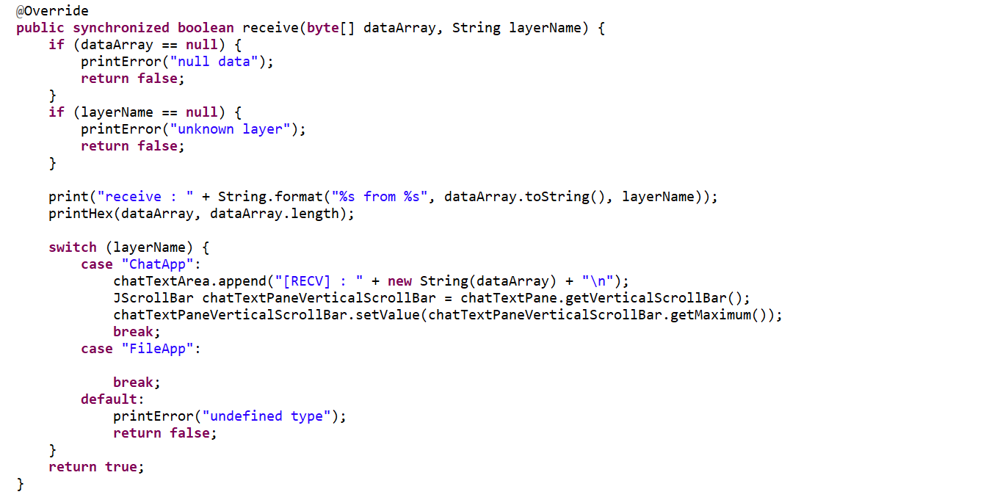 @Override
public synchronized boolean receive(byte[] dataArray, String layerName) {
    if (dataArray == null) {
        printError("null data");
        return false;
    }
    if (layerName == null) {
        printError("unknown layer");
        return false;
    }

    print("receive : " + String.format("%s from %s", dataArray.toString(), layerName));
    printHex(dataArray, dataArray.length);

    switch (layerName) {
        case "ChatApp":
            chatTextArea.append("[RECV] : " + new String(dataArray) + "\n");
            JScrollBar chatTextPaneVerticalScrollBar = chatTextPane.getVerticalScrollBar();
            chatTextPaneVerticalScrollBar.setValue(chatTextPaneVerticalScrollBar.getMaximum());
            break;
        case "FileApp":

            break;
        default:
            printError("undefined type");
            return false;
    }
    return true;
}